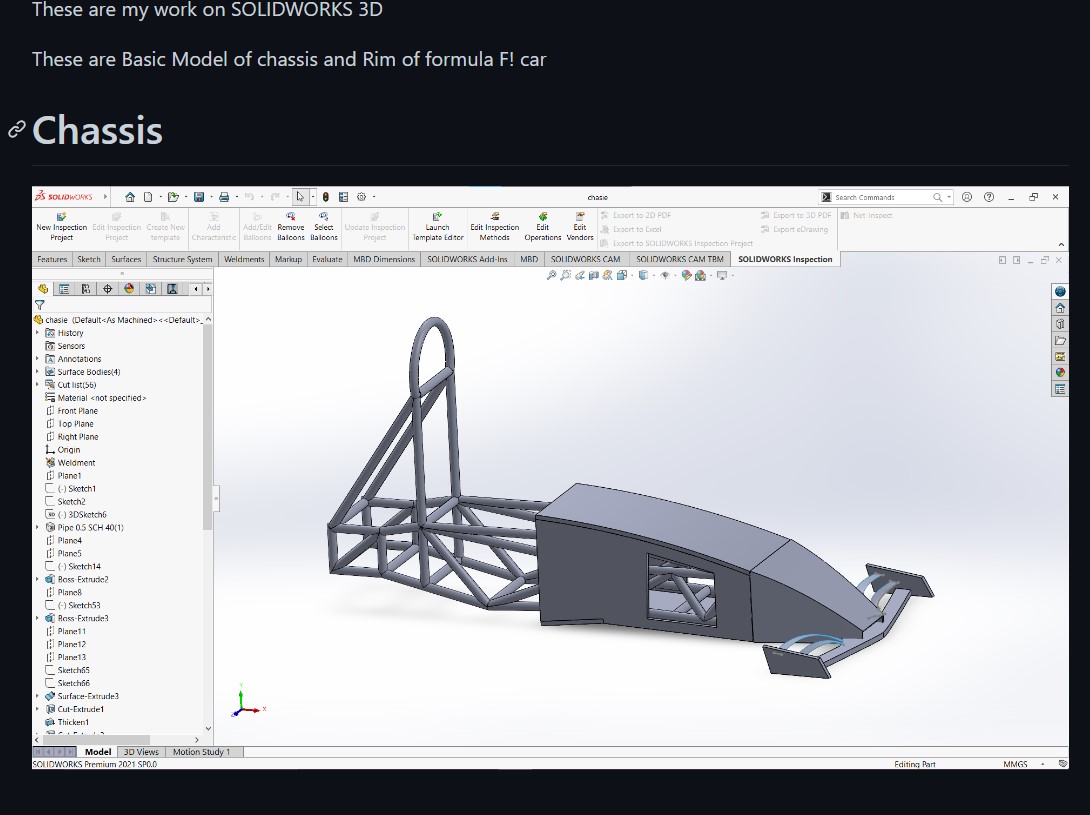 These are my work on SOLIDWORKS 3D
These are Basic Model of chassis and Rim of formula F! car
Chassis
SOLIDWORKS
chasie
Search Commands
New Inspection Project
Edit Inspection Project
Create New template
Add Characteristic
Add/Edit Balloons
Remove Balloons
Select Balloons
Update Inspection Project
Launch Template Editor
Edit Inspection Methods
Edit Operations
Edit Vendors
Export to 2D PDF
Export to Excel
Export to SOLIDWORKS Inspection Project
Export to 3D PDF
Export eDrawing
Net-Inspect
Features Sketch Surfaces Structure System Weldments Markup Evaluate MBD Dimensions SOLIDWORKS Add-Ins MBD SOLIDWORKS CAM SOLIDWORKS CAM TBM SOLIDWORKS Inspection
chasie (Default<As Machined><<Default>_
History
Sensors
Annotations
Surface Bodies(4)
Cut list(56)
Material <not specified>
Front Plane
Top Plane
Right Plane
Origin
Weldment
Plane1
(-) Sketch1
Sketch2
(-) 3DSketch6
Pipe 0.5 SCH 40(1)
Plane4
Plane5
(-) Sketch14
Boss-Extrude2
Plane8
(-) Sketch53
Boss-Extrude3
Plane11
Plane12
Plane13
Sketch65
Sketch66
Surface-Extrude3
Cut-Extrude1
Thicken1
Y
X
Model 3D Views Motion Study 1
SOLIDWORKS Premium 2021 SP0.0
Editing Part
MMGS